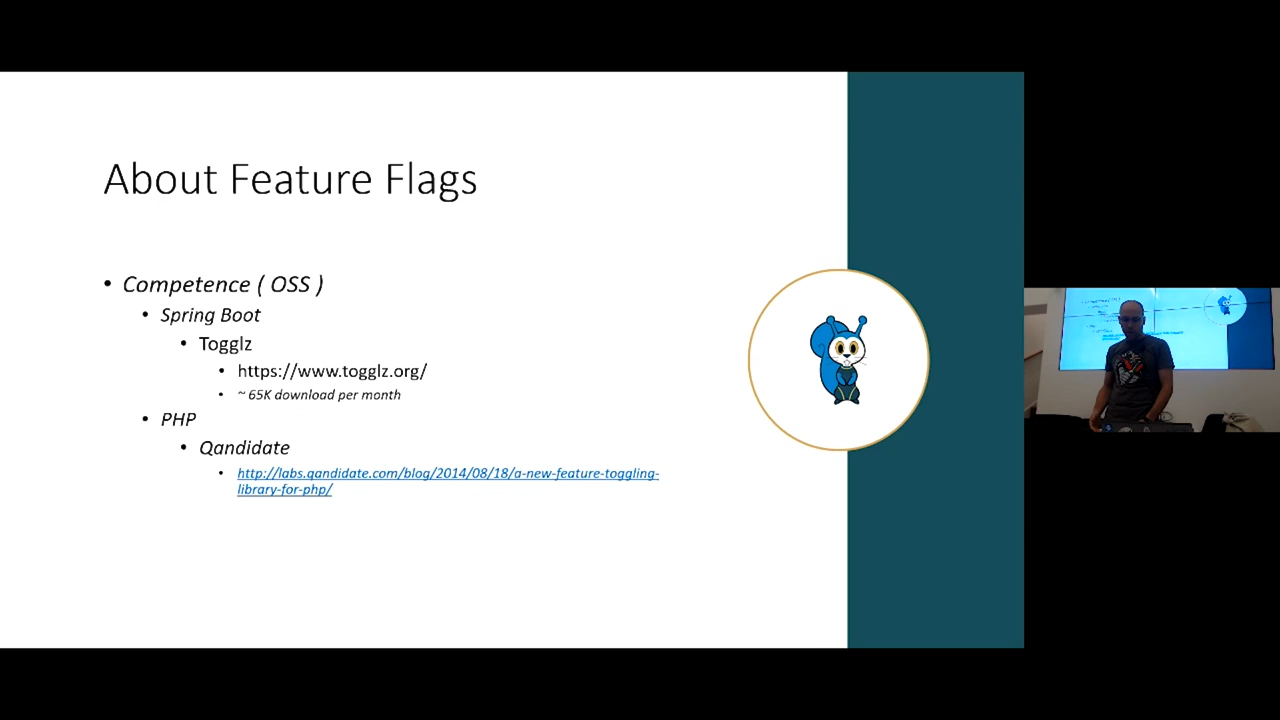 About Feature Flags
• Competence ( OSS )
• Spring Boot
• Togglz
• https://www.togglz.org/
• ~ 65K download per month
• PHP
• Qandidate
• http://labs.qandidate.com/blog/2014/08/18/a-new-feature-toggling-
library-for-php/